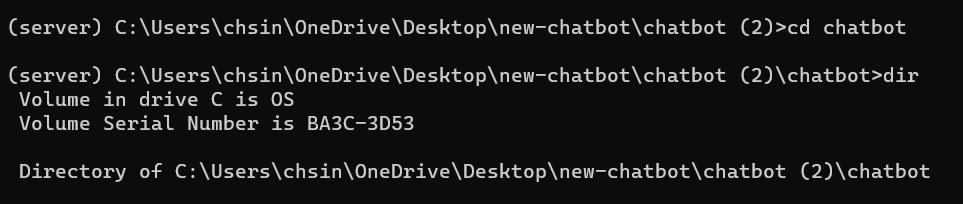 (server) C:\Users\chsin\OneDrive\Desktop\new-chatbot\chatbot (2)>cd chatbot
(server) C:\Users\chsin\OneDrive\Desktop\new-chatbot\chatbot (2)\chatbot>dir
Volume in drive C is OS
Volume Serial Number is BA3C-3D53
Directory of C:\Users\chsin\OneDrive\Desktop\new-chatbot\chatbot (2)\chatbot